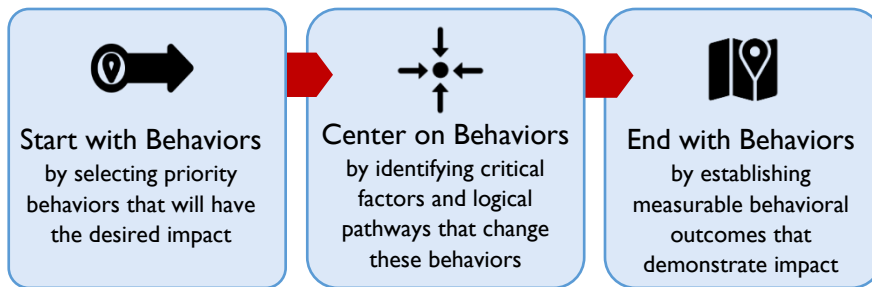 Start with Behaviors
by selecting priority
behaviors that will have
the desired impact
Center on Behaviors
by identifying critical
factors and logical
pathways that change
these behaviors
End with Behaviors
by establishing
measurable behavioral
outcomes that
demonstrate impact